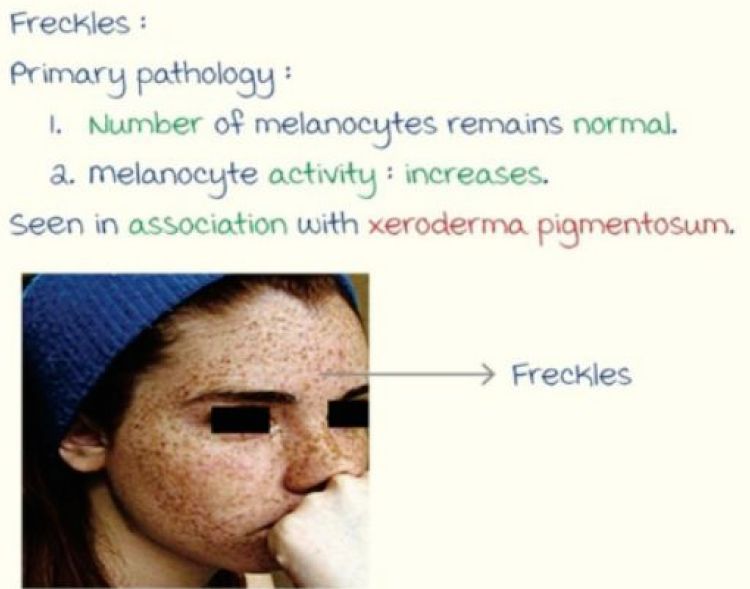 Freckles :
Primary pathology :
1. Number of melanocytes remains normal.
2. melanocyte activity : increases.
Seen in association with xeroderma pigmentosum.
Freckles